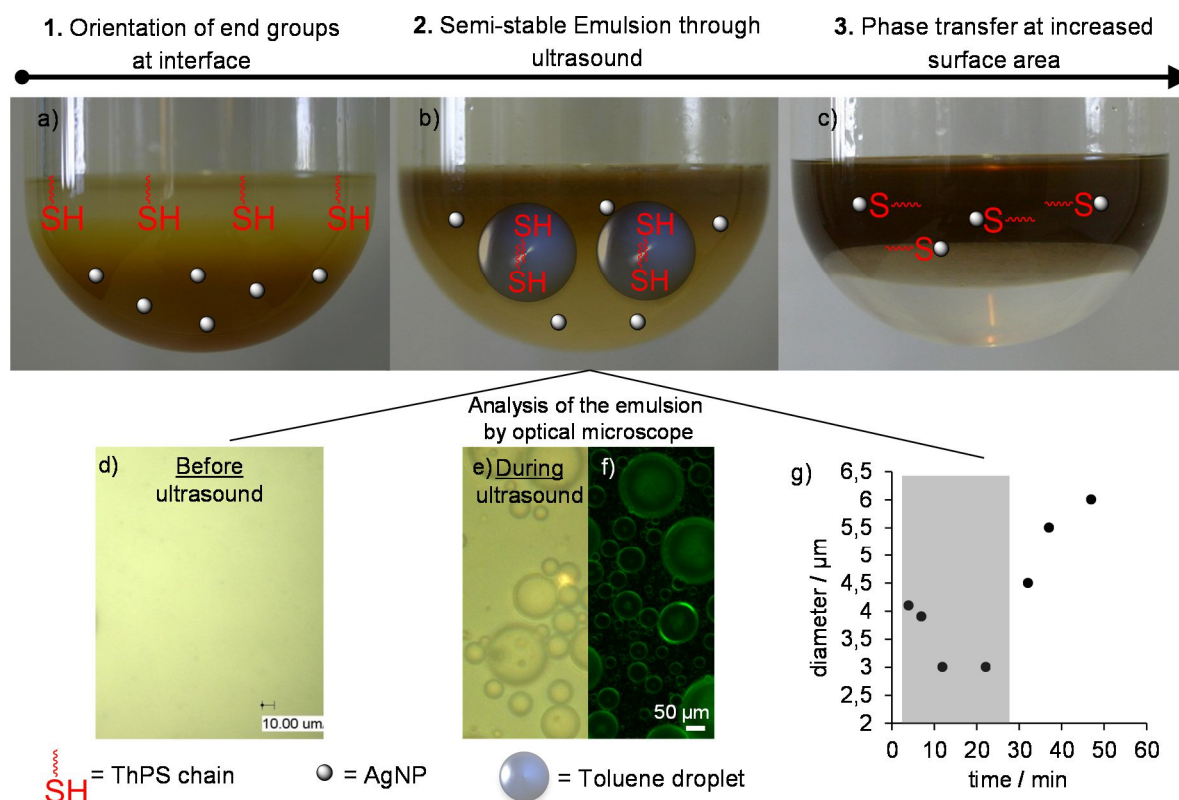 1. Orientation of end groups
at interface
2. Semi-stable Emulsion through
ultrasound
3. Phase transfer at increased
surface area
a)
SH
SH
SH
SH
b)
SH
SH
SH
SH
c)
S
S
S
S
Analysis of the emulsion
by optical microscope
d)
Before
ultrasound
10.00 um
e) During
ultrasound
f)
50 µm
g)
6,5
6
5,5
5
4,5
4
3,5
3
2,5
2
diameter / µm
0 10 20 30 40 50 60
time / min
SH = ThPS chain
= AgNP
= Toluene droplet